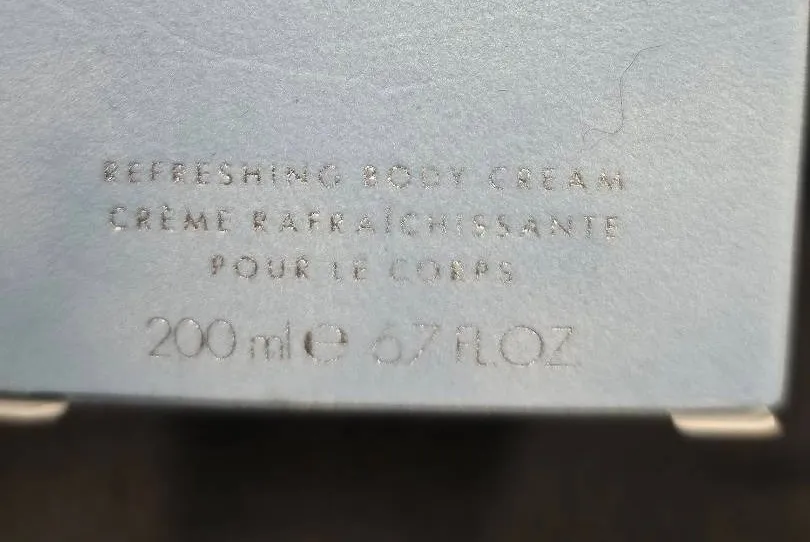 REFRESHING BODY CREAM
CRÈME RAFRAÎCHISSANTE
POUR LE CORPS
200 ml ℮ 6.7 FL.OZ